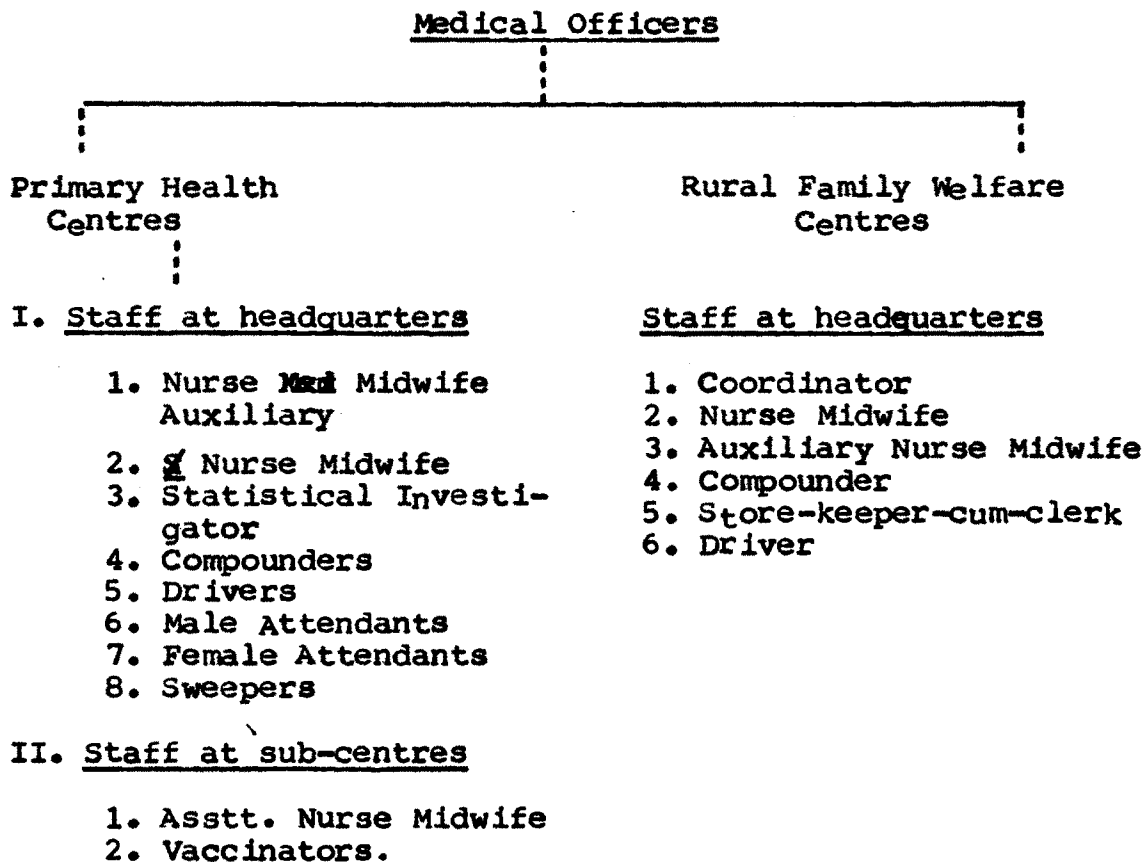 Medical Officers
Primary Health
Centres
I. Staff at headquarters
1. Nurse Midwife
Auxiliary
2. Nurse Midwife
3. Statistical Investi-
gator
4. Compounders
5. Drivers
6. Male Attendants
7. Female Attendants
8. Sweepers
II. Staff at sub-centres
1. Asstt. Nurse Midwife
2. Vaccinators.
Rural Family Welfare
Centres
Staff at headquarters
1. Coordinator
2. Nurse Midwife
3. Auxiliary Nurse Midwife
4. Compounder
5. Store-keeper-cum-clerk
6. Driver